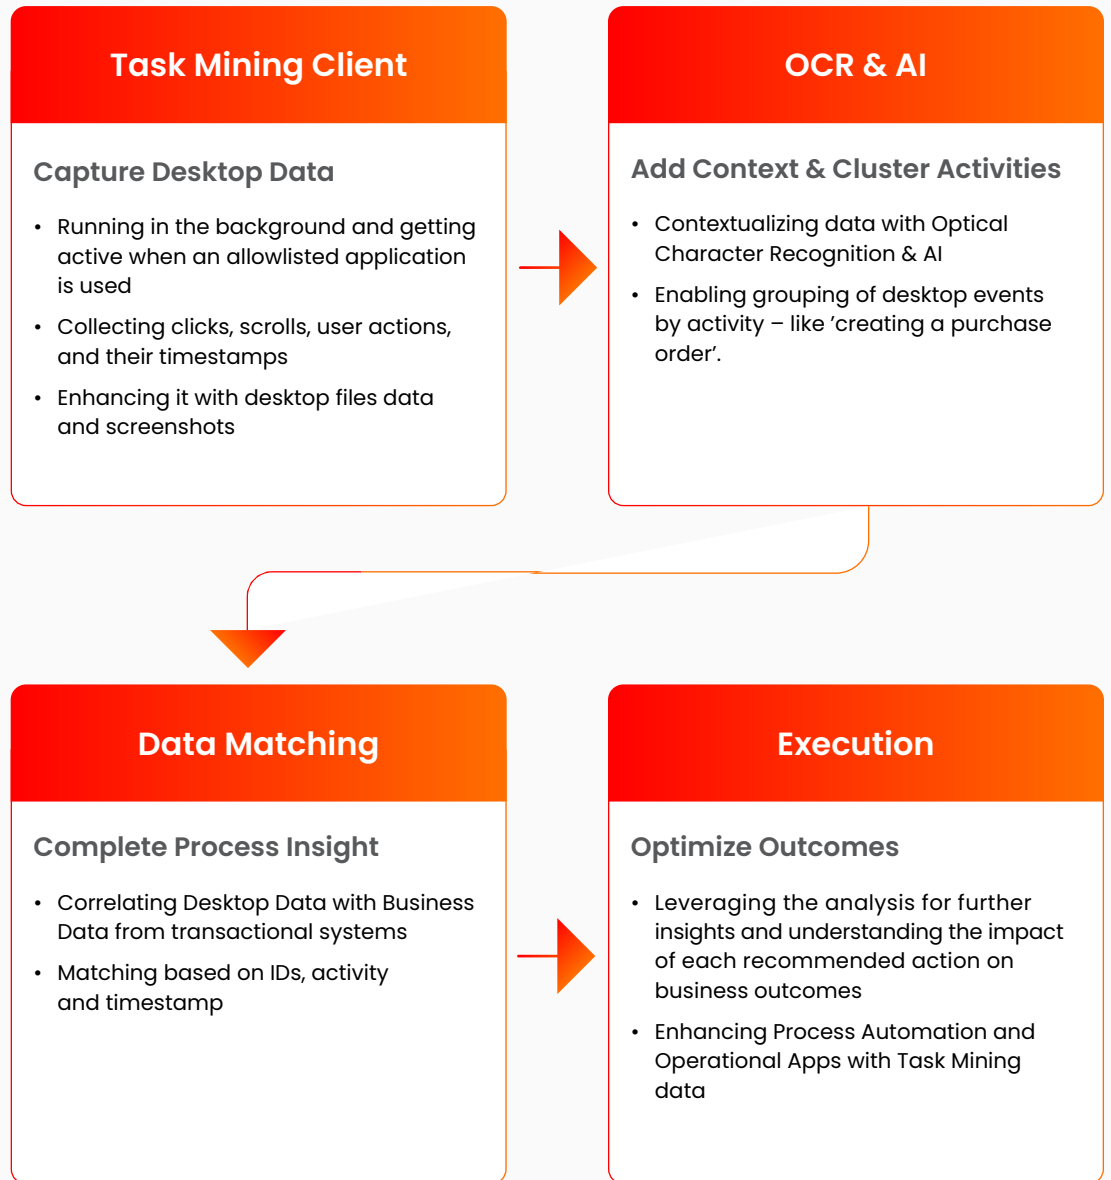 Task Mining Client
Capture Desktop Data
• Running in the background and getting
active when an allowlisted application
is used
• Collecting clicks, scrolls, user actions,
and their timestamps
• Enhancing it with desktop files data
and screenshots
OCR & AI
Add Context & Cluster Activities
• Contextualizing data with Optical
Character Recognition & AI
• Enabling grouping of desktop events
by activity – like ’creating a purchase
order’.
Data Matching
Complete Process Insight
• Correlating Desktop Data with Business
Data from transactional systems
• Matching based on IDs, activity
and timestamp
Execution
Optimize Outcomes
• Leveraging the analysis for further
insights and understanding the impact
of each recommended action on
business outcomes
• Enhancing Process Automation and
Operational Apps with Task Mining
data